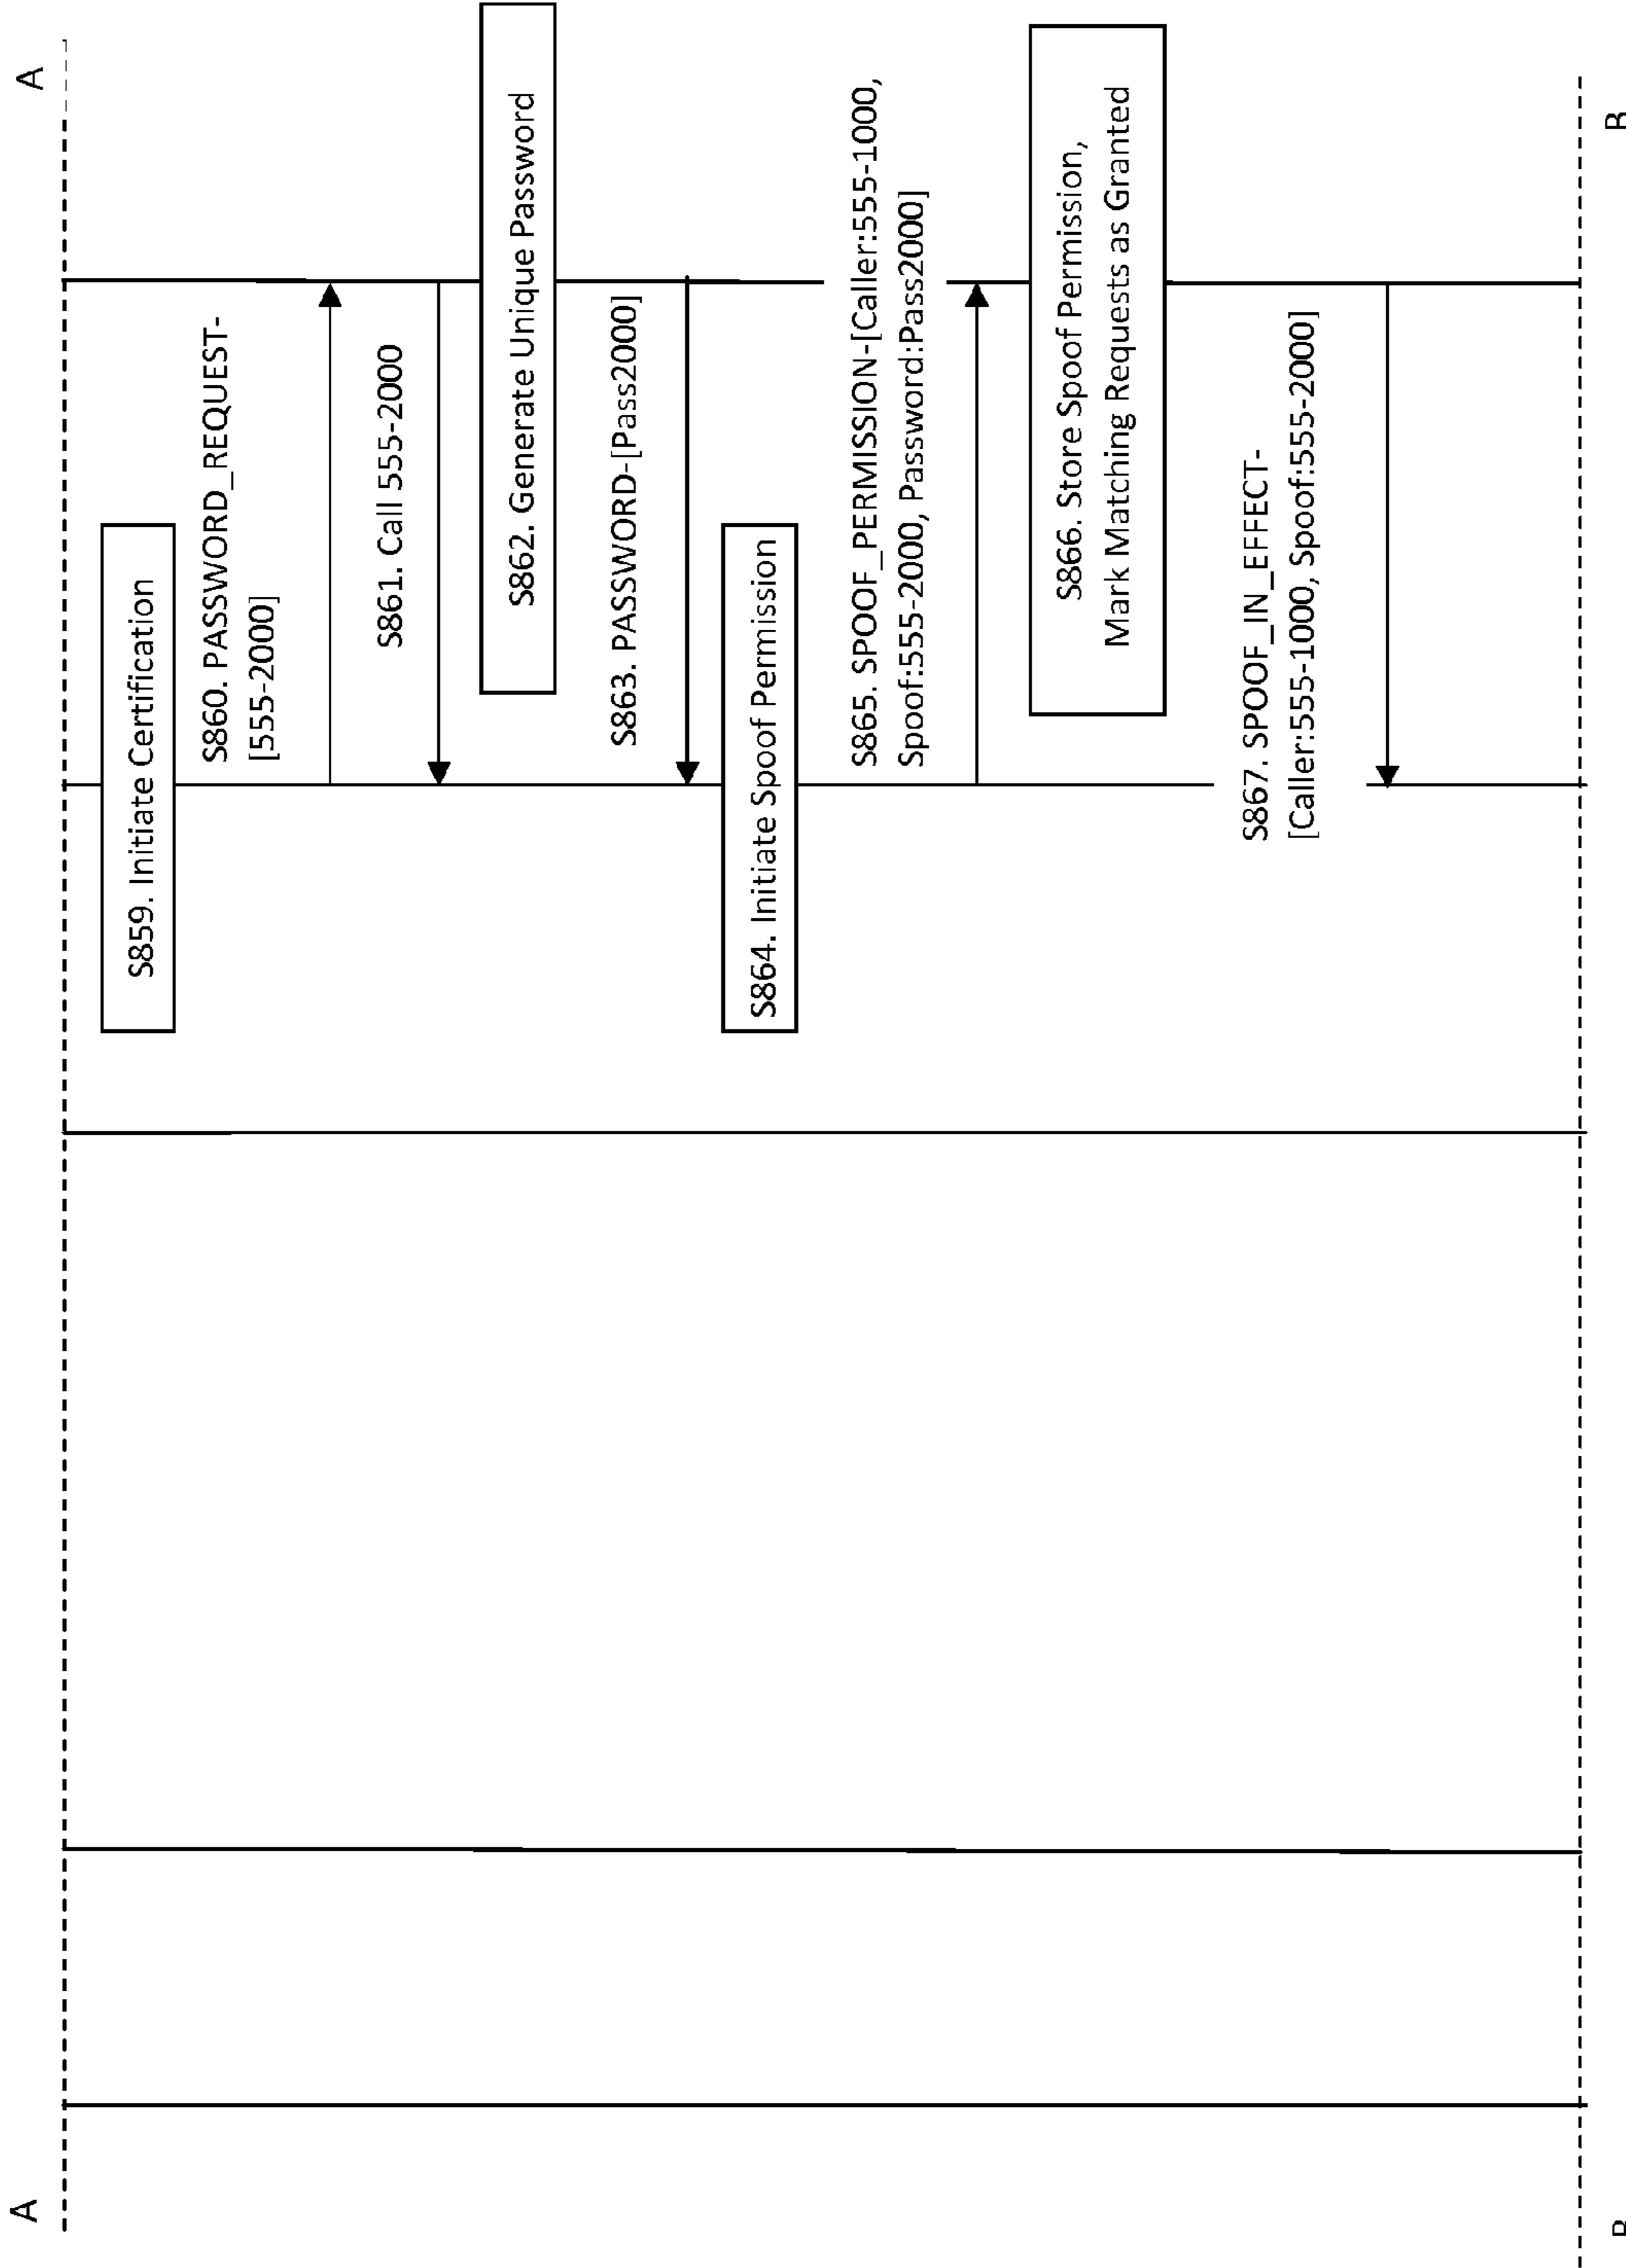 A
A
S859. Initiate Certification
S860. PASSWORD_REQUEST-
[555-2000]
S861. Call 555-2000
S862. Generate Unique Password
S863. PASSWORD-[Pass2000]
S864. Initiate Spoof Permission
S865. SPOOF_PERMISSION-[Caller:555-1000,
Spoof:555-2000, Password:Pass2000]
S866. Store Spoof Permission,
Mark Matching Requests as Granted
S867. SPOOF_IN_EFFECT-
[Caller:555-1000, Spoof:555-2000]
B
B